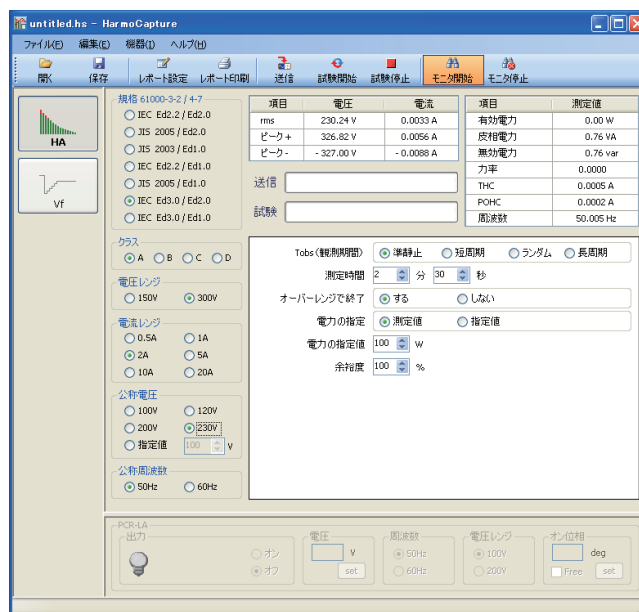 untitled.hs - HarmoCapture
ファイル(F) 編集(E) 機器(I) ヘルプ(H)
開く 保存 レポート設定 レポート印刷 送信 試験開始 試験停止 モニタ開始 モニタ停止
HA
Vf
規格 61000-3-2 / 4-7
IEC Ed2.2 / Ed2.0
JIS 2005 / Ed2.0
JIS 2003 / Ed1.0
IEC Ed2.2 / Ed1.0
JIS 2005 / Ed1.0
IEC Ed3.0 / Ed2.0
IEC Ed3.0 / Ed1.0
クラス
A B C D
電圧レンジ
150V 300V
電流レンジ
0.5A 1A
2A 5A
10A 20A
公称電圧
100V 120V
200V 230V
指定値 100 V
公称周波数
50Hz 60Hz
項目 電圧 電流
rms 230.24 V 0.0033 A
ピーク + 326.82 V 0.0056 A
ピーク - - 327.00 V - 0.0088 A
送信
試験
項目 測定値
有効電力 0.00 W
皮相電力 0.76 VA
無効電力 0.76 var
力率 0.0000
THC 0.0005 A
POHC 0.0002 A
周波数 50.005 Hz
Tobs (観測期間) 準静止 短周期 ランダム 長周期
測定時間 2 分 30 秒
オーバーレンジで終了 する しない
電力の指定 測定値 指定値
電力の指定値 100 W
余裕度 100 %
PCR-LA
出力 オン オフ
電圧 V set
周波数 50Hz 60Hz
電圧レンジ 100V 200V
オン位相 deg Free set